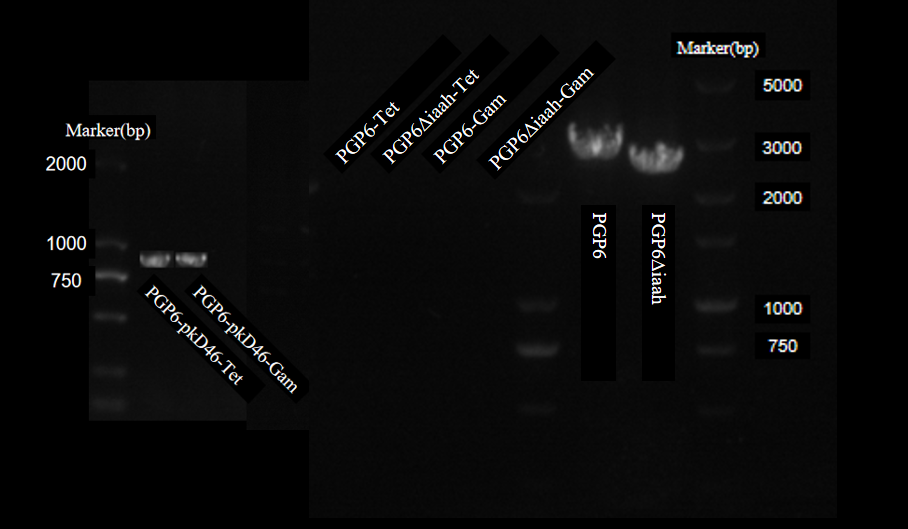 Marker(bp)
2000
1000
750
PGP6-pkD46-Tet
PGP6-pkD46-Gam
PGP6-Tet
PGP6Δiaah-Tet
PGP6-Gam
PGP6Δiaah-Gam
PGP6
PGP6Δiaah
Marker(bp)
5000
3000
2000
1000
750